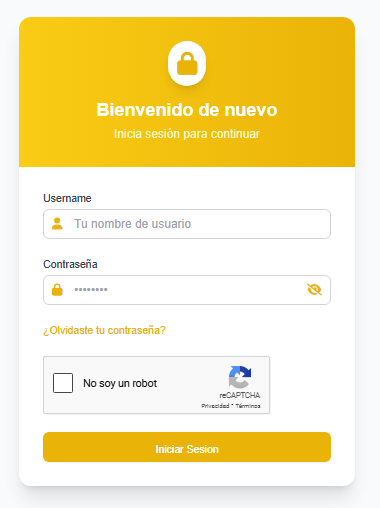 Bienvenido de nuevo
Inicia sesión para continuar
Username
Tu nombre de usuario
Contraseña
••••••••
¿Olvidaste tu contraseña?
No soy un robot
reCAPTCHA
Privacidad • Términos
Iniciar Sesion